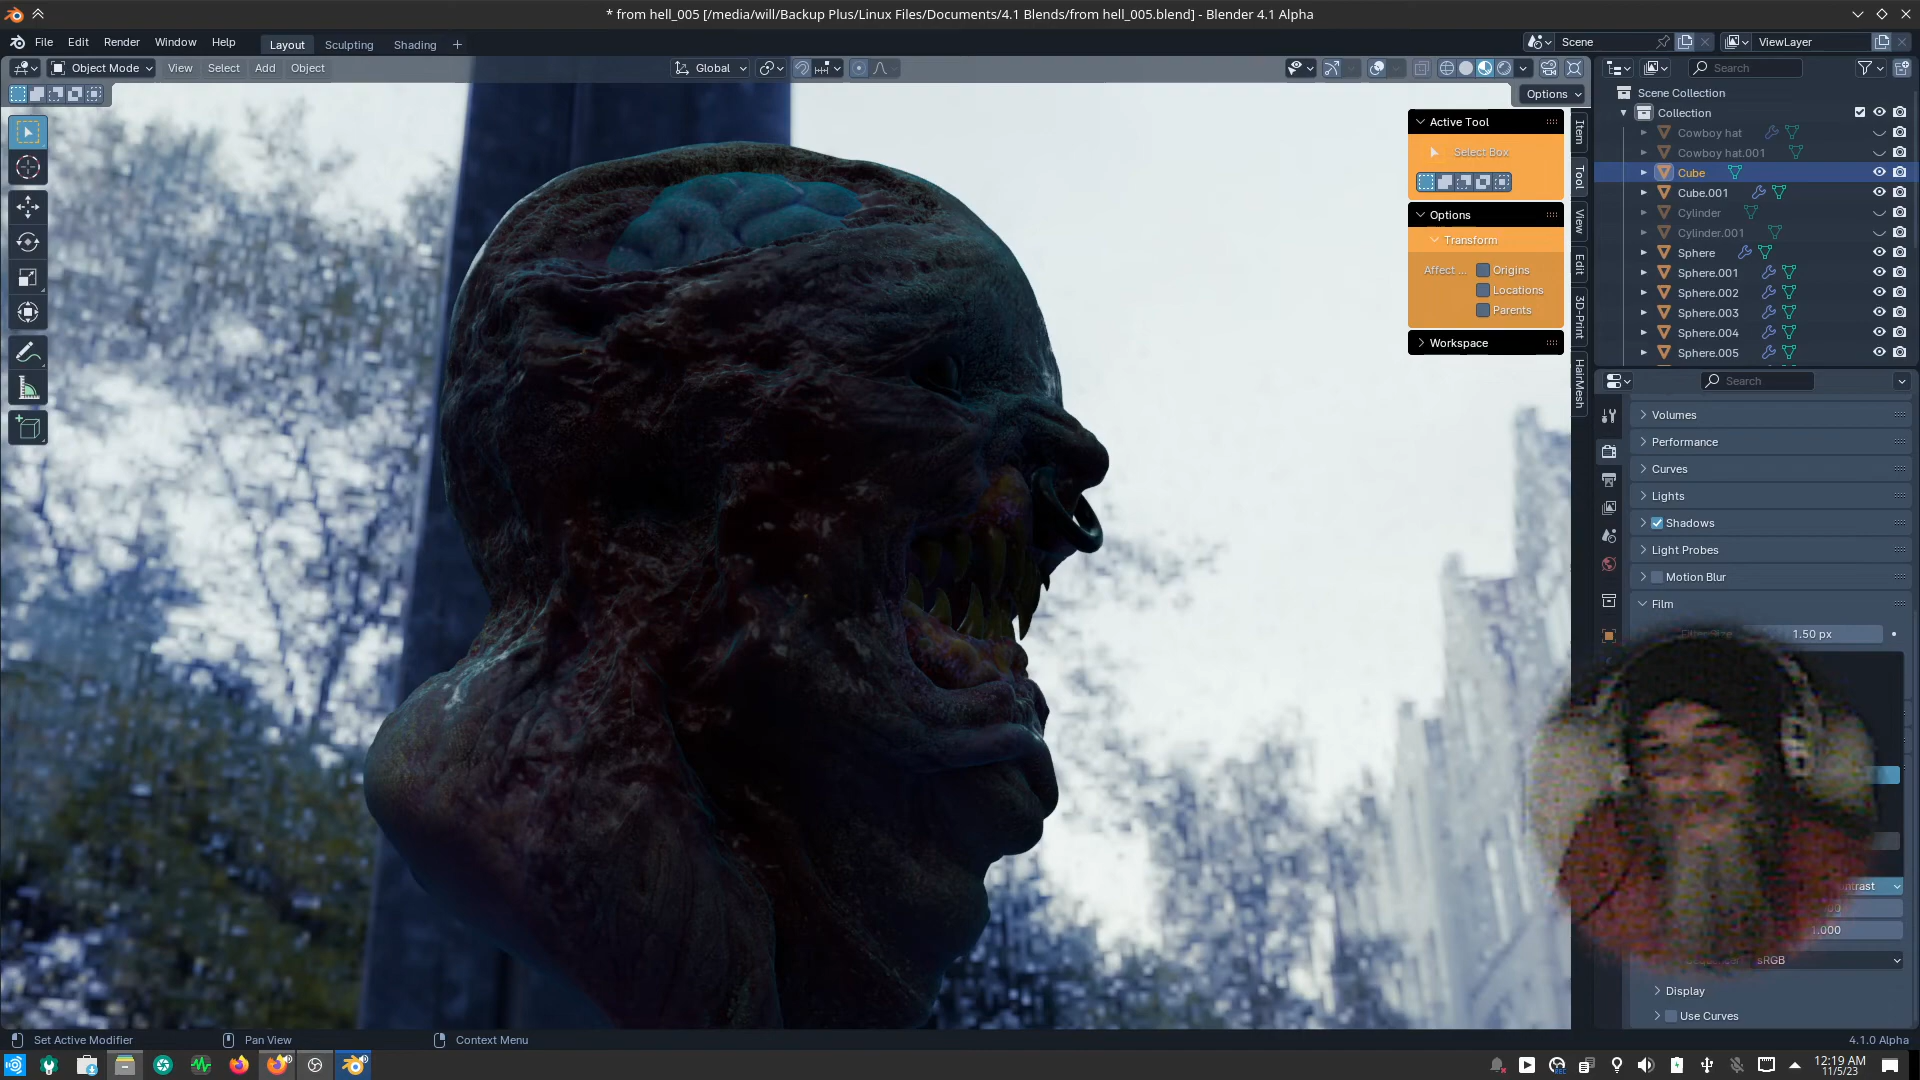 * from hell_005 [/media/will/Backup Plus/Linux Files/Documents/4.1 Blends/from hell_005.blend] - Blender 4.1 Alpha
File Edit Render Window Help Layout Sculpting Shading + Scene ViewLayer
Object Mode View Select Add Object Global Search
Options
Scene Collection
Collection
Cowboy hat
Cowboy hat.001
Cube
Cube.001
Cylinder
Cylinder.001
Sphere
Sphere.001
Sphere.002
Sphere.003
Sphere.004
Sphere.005
Active Tool
Select Box
Options
Transform
Affect ... Origins
Locations
Parents
Workspace
Item
Tool
View
Edit
3D-Print
HairMesh
Search
Volumes
Performance
Curves
Lights
Shadows
Light Probes
Motion Blur
Film
1.50 px
1.000
sRGB
Display
Use Curves
Set Active Modifier Pan View Context Menu 4.1.0 Alpha
12:19 AM
11/5/23